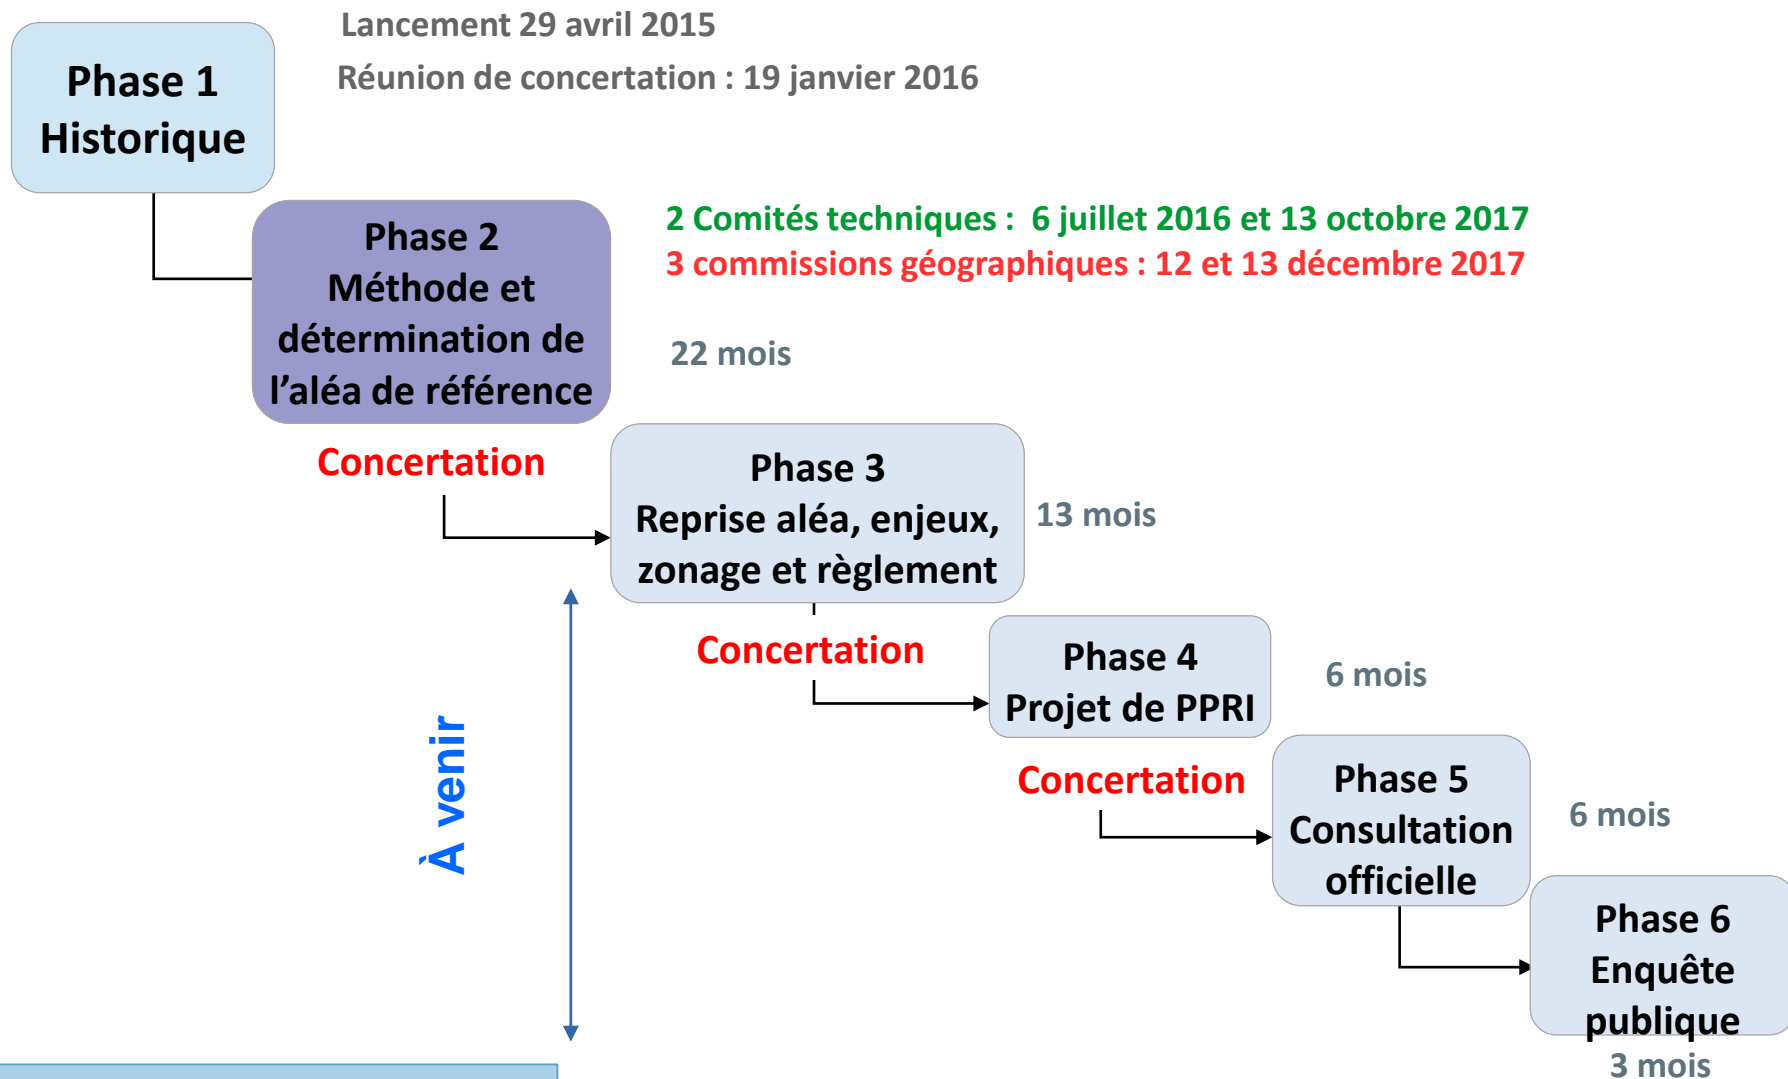 Lancement 29 avril 2015
Réunion de concertation : 19 janvier 2016
Phase 1
Historique
2 Comités techniques : 6 juillet 2016 et 13 octobre 2017
3 commissions géographiques : 12 et 13 décembre 2017
Phase 2
Méthode et
détermination de
l’aléa de référence
22 mois
Concertation
Phase 3
Reprise aléa, enjeux,
zonage et règlement
13 mois
Concertation
Phase 4
Projet de PPRI
6 mois
À venir
Concertation
Phase 5
Consultation
officielle
6 mois
Phase 6
Enquête
publique
3 mois